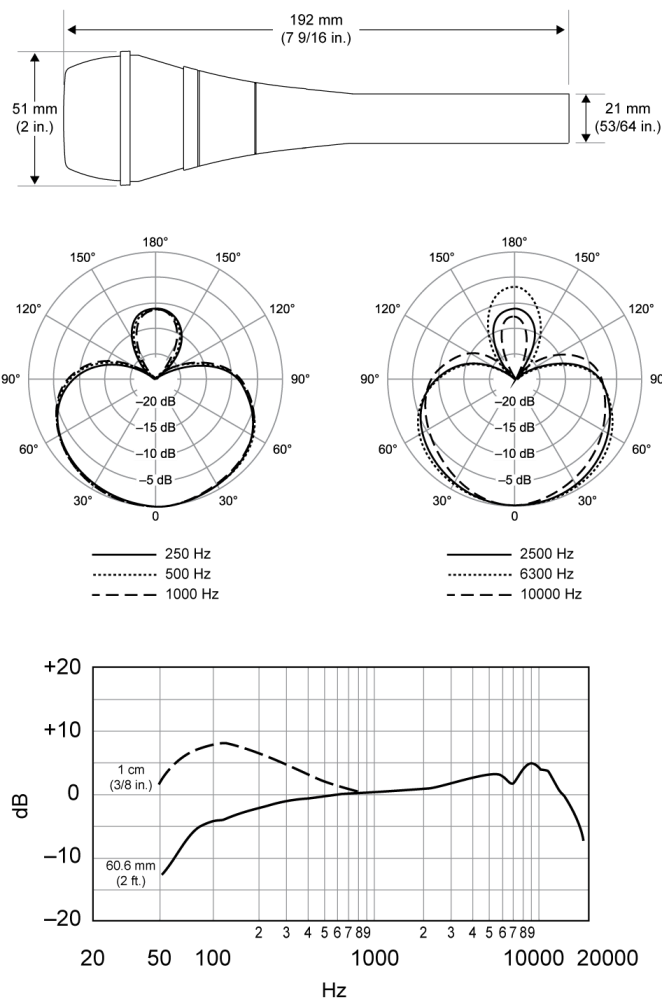 192 mm
(7 9/16 in.)
51 mm
(2 in.)
21 mm
(53/64 in.)
180°
150° 150°
120° 120°
90° 90°
60° 60°
30° 30°
0
–20 dB
–15 dB
–10 dB
–5 dB
250 Hz
500 Hz
1000 Hz
180°
150° 150°
120° 120°
90° 90°
60° 60°
30° 30°
0
–20 dB
–15 dB
–10 dB
–5 dB
2500 Hz
6300 Hz
10000 Hz
+20
+10
0
–10
–20
dB
1 cm
(3/8 in.)
60.6 mm
(2 ft.)
2 3 4 5 6 7 8 9 2 3 4 5 6 7 8 9
20 50 100 1000 10000 20000
Hz